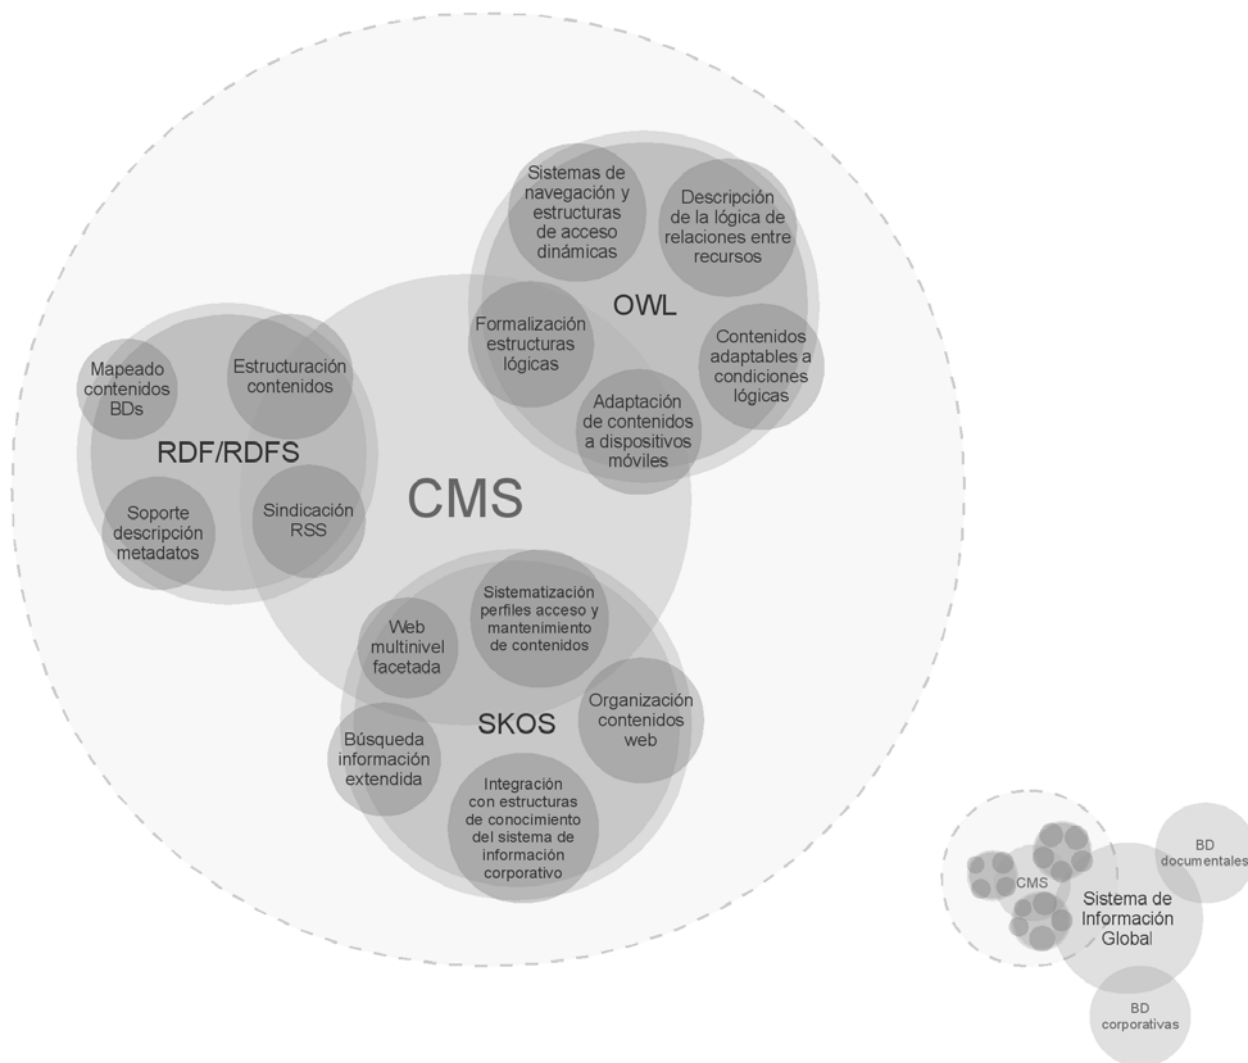 Sistemas de
navegación y
estructuras
de acceso
dinámicas
Descripción
de la lógica de
relaciones entre
recursos
OWL
Formalización
estructuras
lógicas
Contenidos
adaptables a
condiciones
lógicas
Adaptación
de contenidos
a dispositivos
móviles
Mapeado
contenidos
BDs
Estructuración
contenidos
RDF/RDFS
Soporte
descripción
metadatos
Sindicación
RSS
CMS
Sistematización
perfiles acceso y
mantenimiento
de contenidos
Web
multinivel
facetada
SKOS
Organización
contenidos
web
Búsqueda
información
extendida
Integración
con estructuras
de conocimiento
del sistema de
información
corporativo
BD
documentales
CMS
Sistema de
Información
Global
BD
corporativas